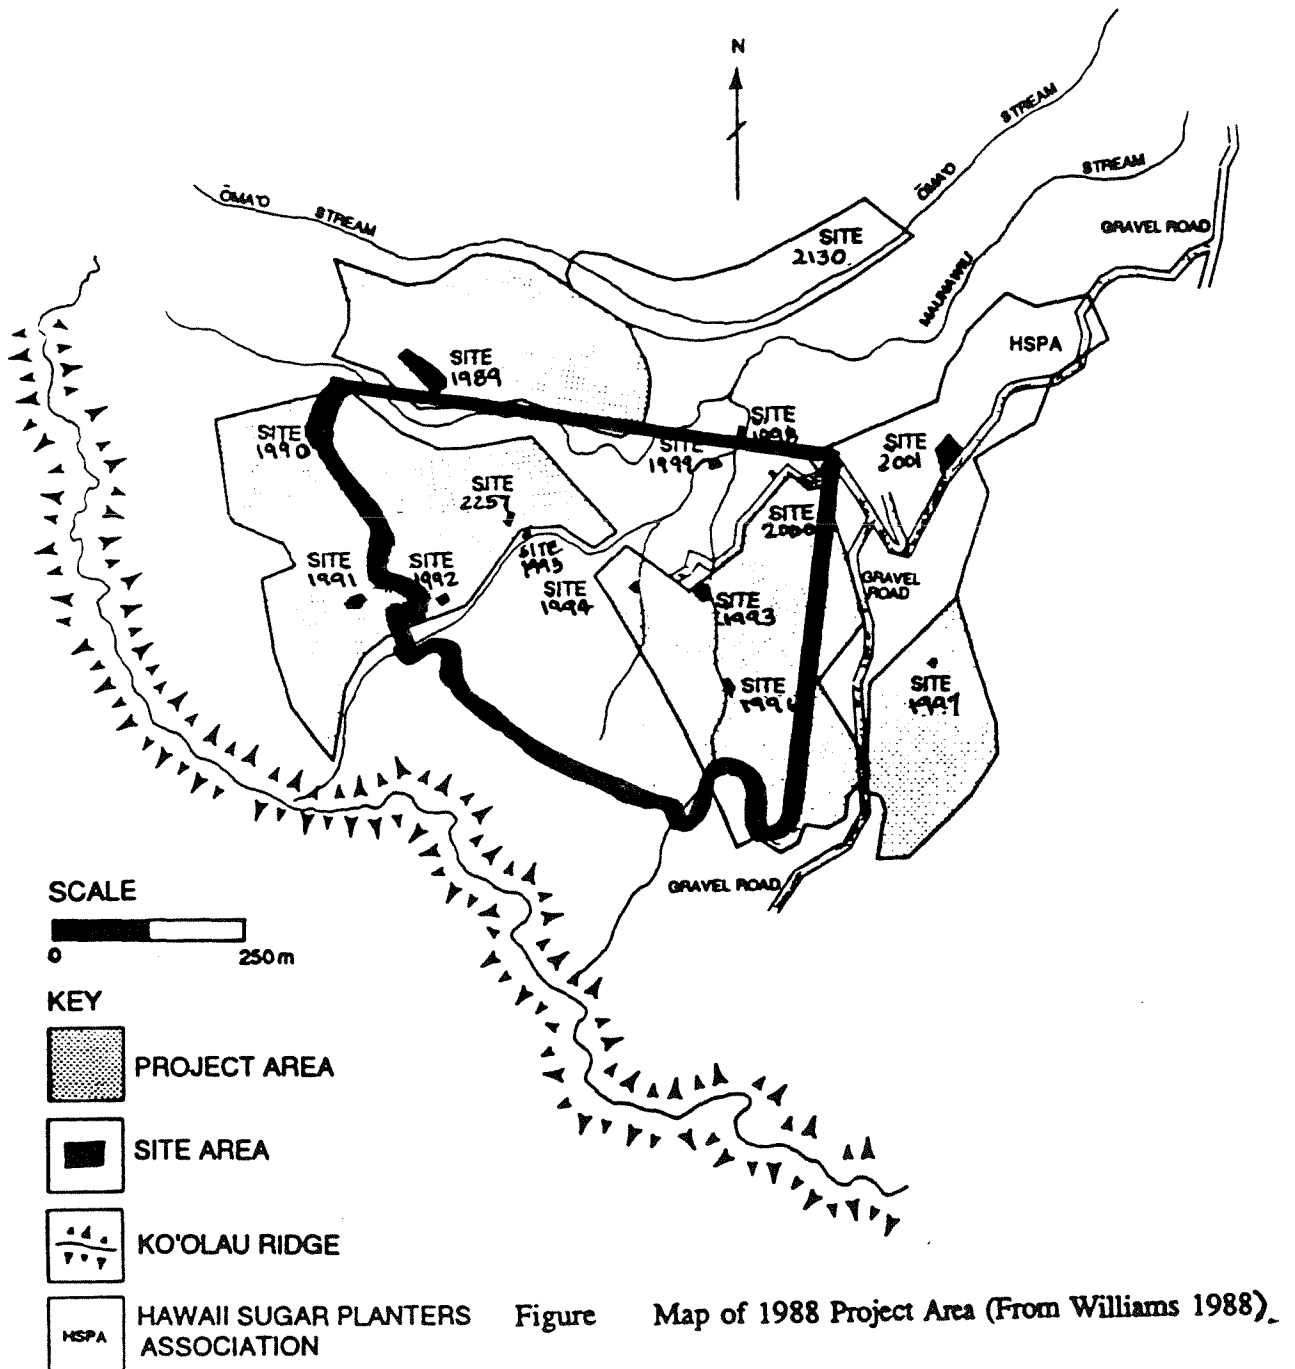 N
ŌMA'O
STREAM
STREAM
ŌMA'O
STREAM
MAUNAWILI
GRAVEL ROAD
SITE
2130
HSPA
SITE
1989
SITE
1990
SITE
1998
SITE
1999
SITE
2001
SITE
2257
SITE
2000
SITE
1991
SITE
1992
SITE
1995
SITE
1994
SITE
1993
GRAVEL
ROAD
SITE
SITE
1997
GRAVEL ROAD
SCALE
0 250 m
KEY
PROJECT AREA
SITE AREA
KO'OLAU RIDGE
HSPA
HAWAII SUGAR PLANTERS
ASSOCIATION
Figure Map of 1988 Project Area (From Williams 1988)